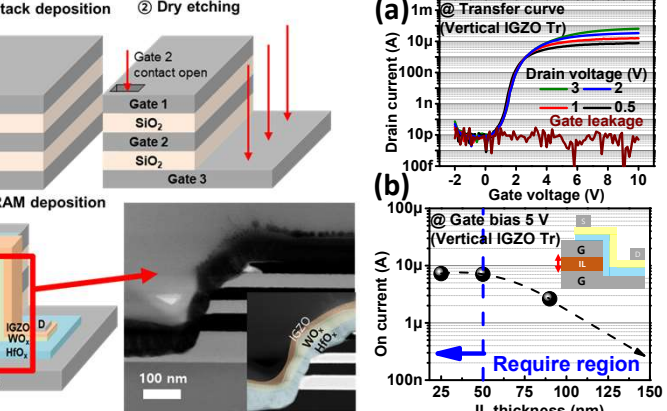 tack deposition
② Dry etching
Gate 2
contact open
Gate 1
SiO2
Gate 2
SiO2
Gate 3
RAM deposition
IGZO
WOx
HfOx
D
100 nm
IGZO
WOx
HfOx
(a)
@ Transfer curve
(Vertical IGZO Tr)
Drain voltage (V)
3 2
1 0.5
Gate leakage
Drain current (A)
1m
10µ
100n
1n
10p
100f
-2 0 2 4 6 8 10
Gate voltage (V)
(b)
@ Gate bias 5 V
(Vertical IGZO Tr)
S
G
IL
G
D
On current (A)
100µ
10µ
1µ
100n
Require region
25 50 75 100 125 150
IL thickness (nm)